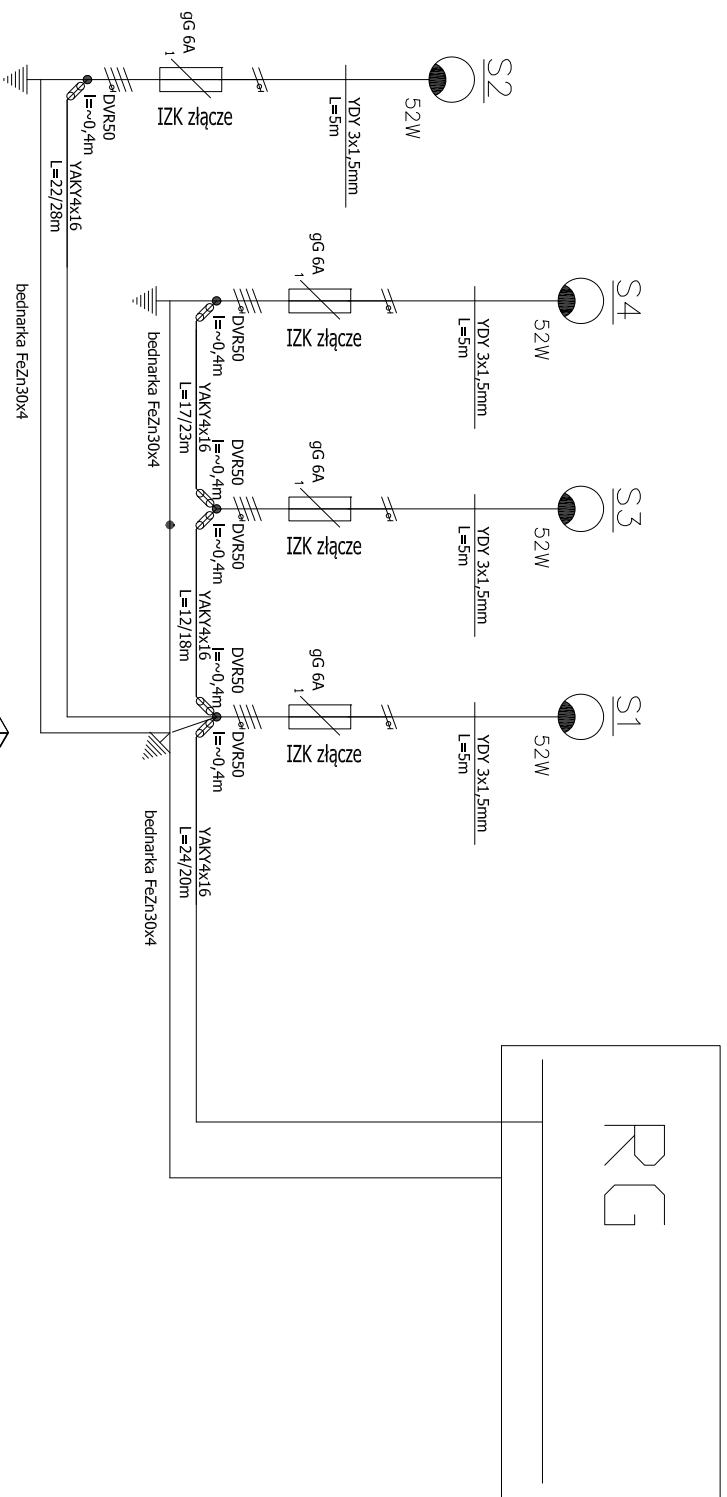 S2
52W
YDY 3x1,5mm
L=5m
gG 6A
1
IZK złącze
DVR50
l=~0,4m
YAKY4x16
L=22/28m
bednarka FeZn30x4
S4
52W
YDY 3x1,5mm
L=5m
gG 6A
1
IZK złącze
DVR50
l=~0,4m
YAKY4x16
L=17/23m
bednarka FeZn30x4
S3
52W
YDY 3x1,5mm
L=5m
gG 6A
1
IZK złącze
DVR50
l=~0,4m
DVR50
l=~0,4m
YAKY4x16
L=12/18m
S1
52W
YDY 3x1,5mm
L=5m
gG 6A
1
IZK złącze
DVR50
l=~0,4m
DVR50
l=~0,4m
YAKY4x16
L=24/20m
bednarka FeZn30x4
RG